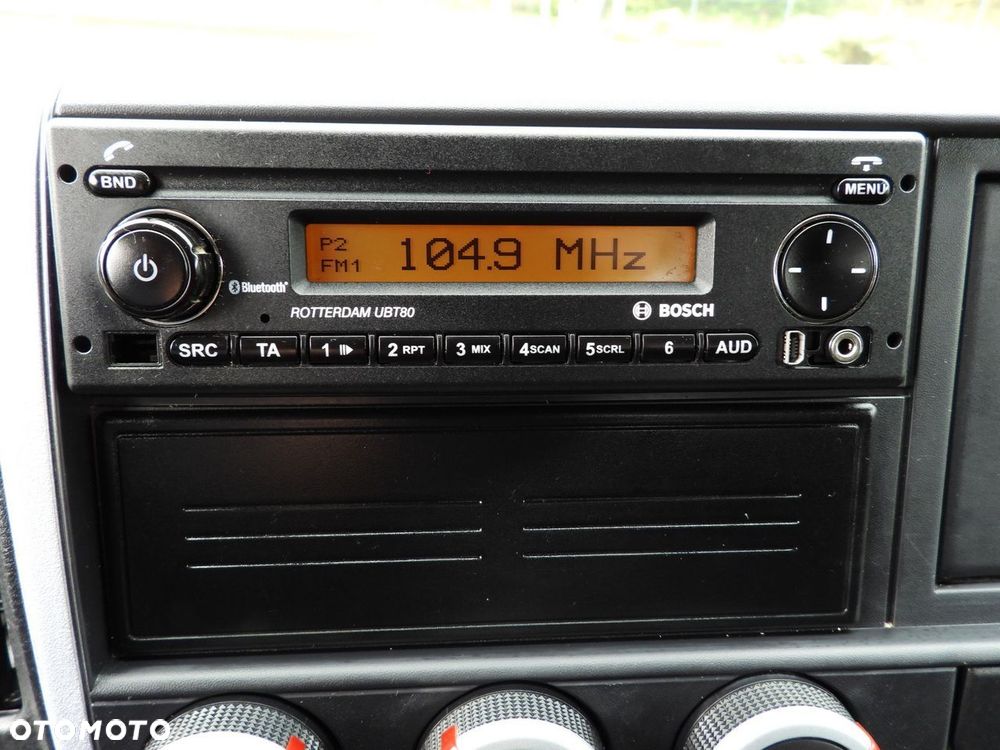 BND
MENU
P2
FM1
104.9 MHz
Bluetooth
ROTTERDAM UBT80
BOSCH
SRC
TA
1
2 RPT
3 MIX
4SCAN
5SCRL
6
AUD
OTOMOTO